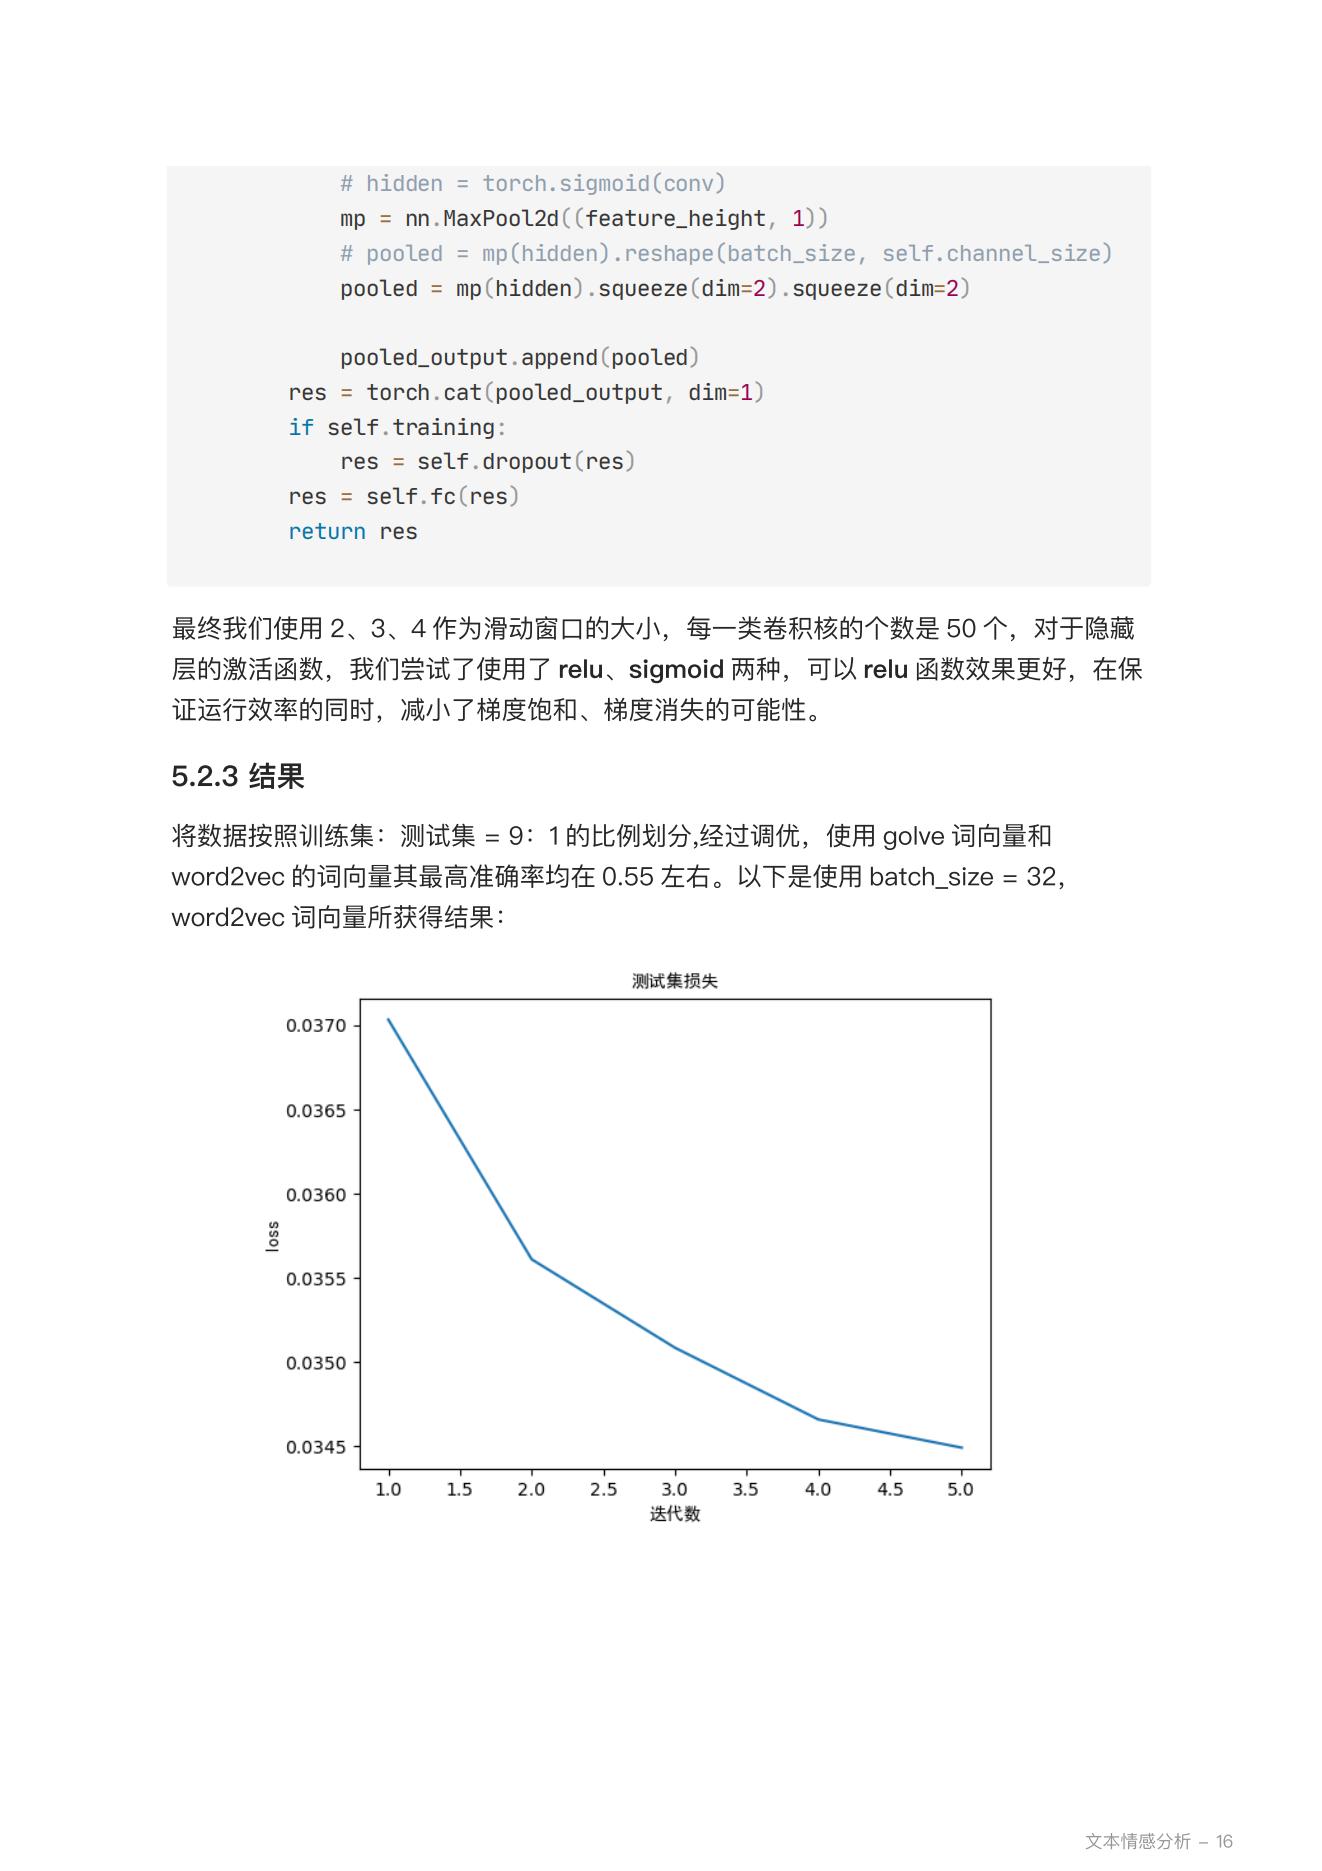 # hidden = torch.sigmoid(conv)
mp = nn.MaxPool2d((feature_height, 1))
# pooled = mp(hidden).reshape(batch_size, self.channel_size)
pooled = mp(hidden).squeeze(dim=2).squeeze(dim=2)
pooled_output.append(pooled)
res = torch.cat(pooled_output, dim=1)
if self.training:
res = self.dropout(res)
res = self.fc(res)
return res
最终我们使用 2、3、4 作为滑动窗口的大小，每一类卷积核的个数是 50 个，对于隐藏
层的激活函数，我们尝试了使用了 relu、sigmoid 两种，可以 relu 函数效果更好，在保
证运行效率的同时，减小了梯度饱和、梯度消失的可能性。
5.2.3 结果
将数据按照训练集：测试集 = 9：1 的比例划分,经过调优，使用 golve 词向量和
word2vec 的词向量其最高准确率均在 0.55 左右。以下是使用 batch_size = 32，
word2vec 词向量所获得结果：
测试集损失
0.0370
0.0365
0.0360
0.0355
0.0350
0.0345
loss
1.0 1.5 2.0 2.5 3.0 3.5 4.0 4.5 5.0
迭代数
文本情感分析 – 16